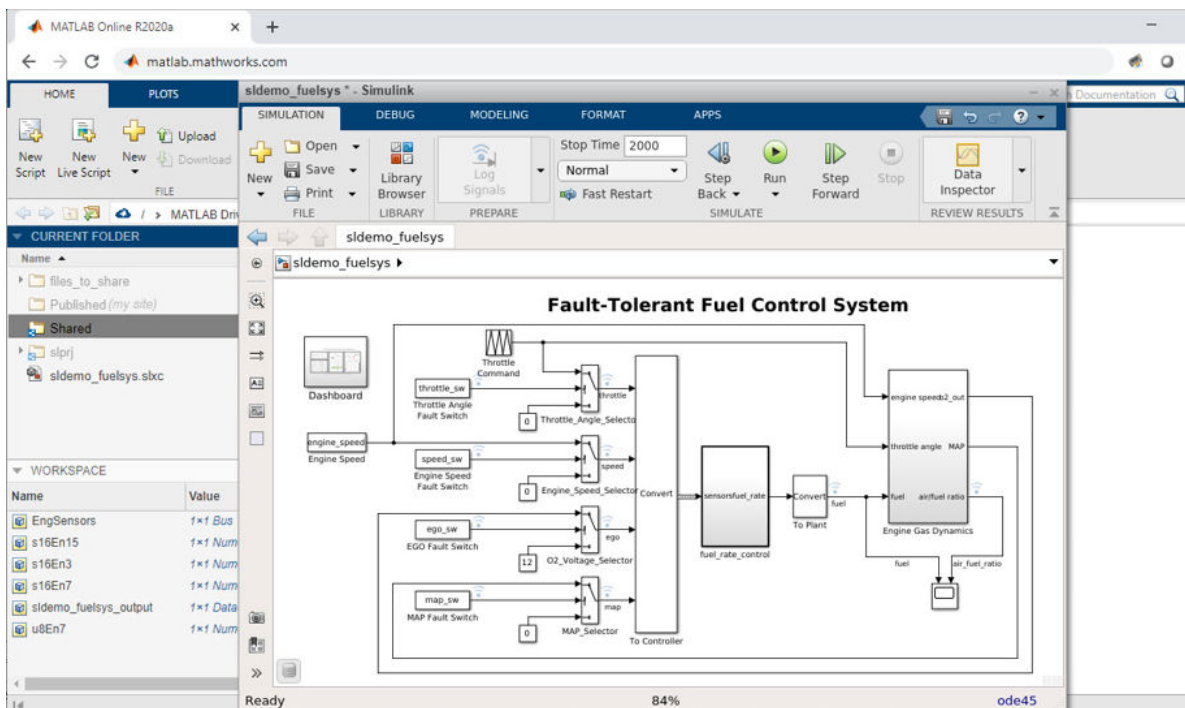 MATLAB Online R2020a
matlab.mathworks.com
HOME PLOTS
Documentation
New Script
New Live Script
New
Upload
Download
FILE
/ > MATLAB Driv
CURRENT FOLDER
Name
files_to_share
Published (my site)
Shared
slprj
sldemo_fuelsys.slxc
WORKSPACE
Name Value
EngSensors 1×1 Bus
s16En15 1×1 Num
s16En3 1×1 Num
s16En7 1×1 Num
sldemo_fuelsys_output 1×1 Data
u8En7 1×1 Num
sldemo_fuelsys * - Simulink
SIMULATION DEBUG MODELING FORMAT APPS
New
Open
Save
Print
FILE
Library Browser
LIBRARY
Log Signals
PREPARE
Stop Time 2000
Normal
Fast Restart
Step Back
Run
Step Forward
Stop
SIMULATE
Data Inspector
REVIEW RESULTS
sldemo_fuelsys
sldemo_fuelsys
Fault-Tolerant Fuel Control System
Dashboard
Throttle
Command
throttle_sw
Throttle Angle
Fault Switch
0
throttle
Throttle_Angle_Selecto
engine_speed
Engine Speed
speed_sw
Engine Speed
Fault Switch
0
speed
Engine_Speed_Selector
ego_sw
EGO Fault Switch
12
ego
O2_Voltage_Selector
map_sw
MAP Fault Switch
0
map
MAP_Selector
Convert
To Controller
sensors fuel_rate
fuel_rate_control
Convert
To Plant
fuel
engine speed o2_out
throttle angle MAP
fuel air/fuel ratio
Engine Gas Dynamics
fuel air_fuel_ratio
Ready 84% ode45